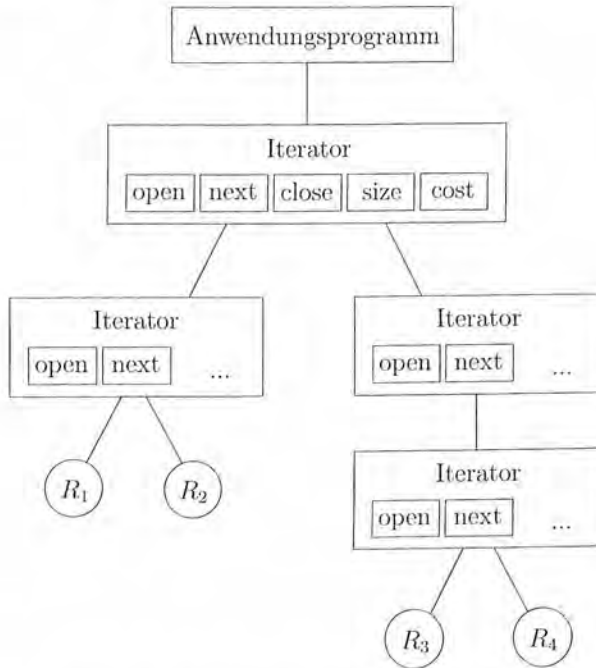 Anwendungsprogramm
Iterator
open next close size cost
Iterator
open next ...
Iterator
open next ...
R1 R2
Iterator
open next ...
R3 R4